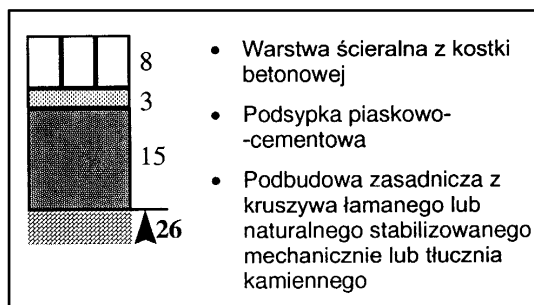 8
3
15
26
• Warstwa ścieralna z kostki
betonowej
• Podsypka piaskowo-
-cementowa
• Podbudowa zasadnicza z
kruszywa łamanego lub
naturalnego stabilizowanego
mechanicznie lub tłucznia
kamiennego